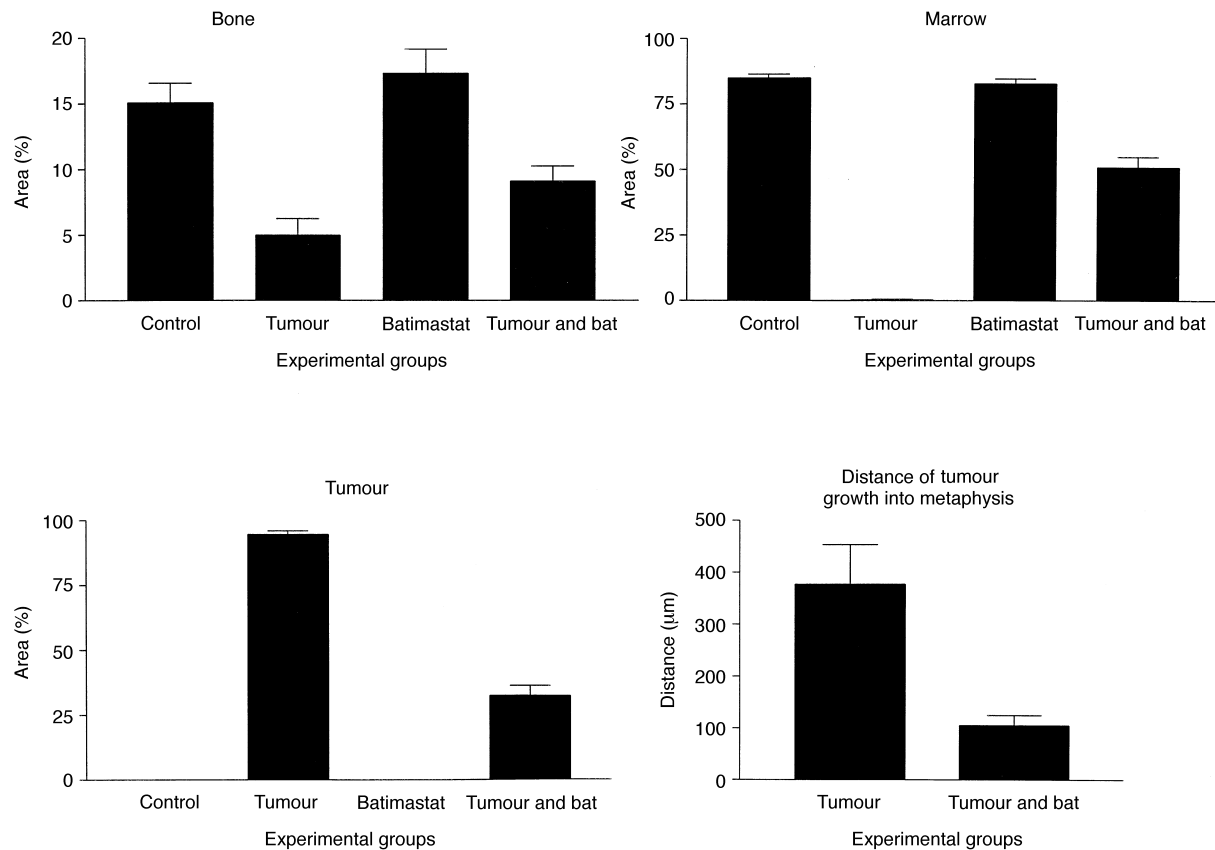 Bone
20
15
10
5
0
Area (%)
Control Tumour Batimastat Tumour and bat
Experimental groups
Marrow
100
75
50
25
0
Area (%)
Control Tumour Batimastat Tumour and bat
Experimental groups
Tumour
100
75
50
25
0
Area (%)
Control Tumour Batimastat Tumour and bat
Experimental groups
Distance of tumour
growth into metaphysis
500
400
300
200
100
0
Distance (µm)
Tumour Tumour and bat
Experimental groups